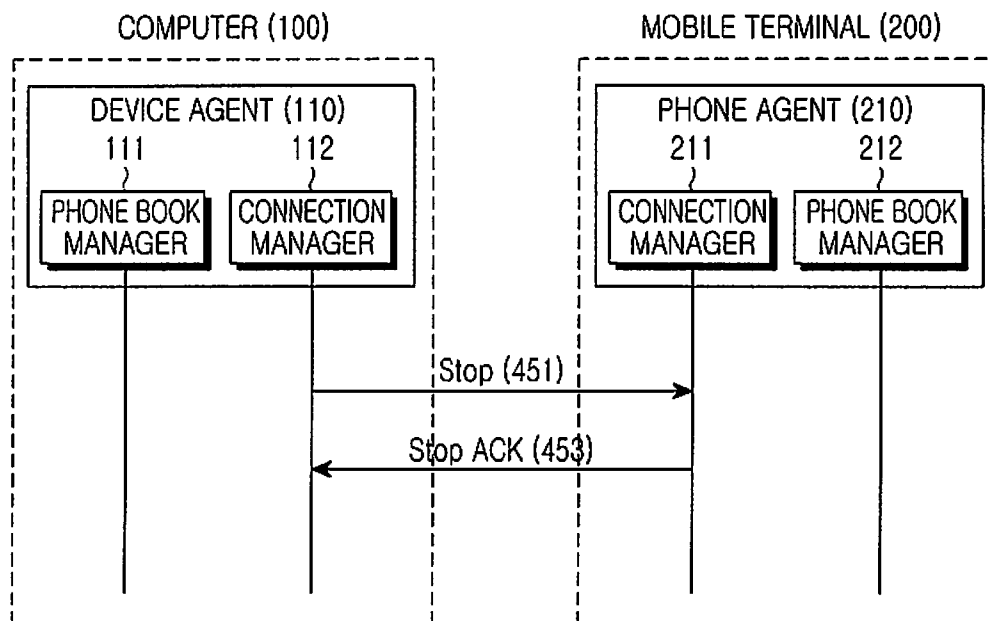 COMPUTER (100)
MOBILE TERMINAL (200)
DEVICE AGENT (110)
PHONE AGENT (210)
111
112
211
212
PHONE BOOK
MANAGER
CONNECTION
MANAGER
CONNECTION
MANAGER
PHONE BOOK
MANAGER
Stop (451)
Stop ACK (453)